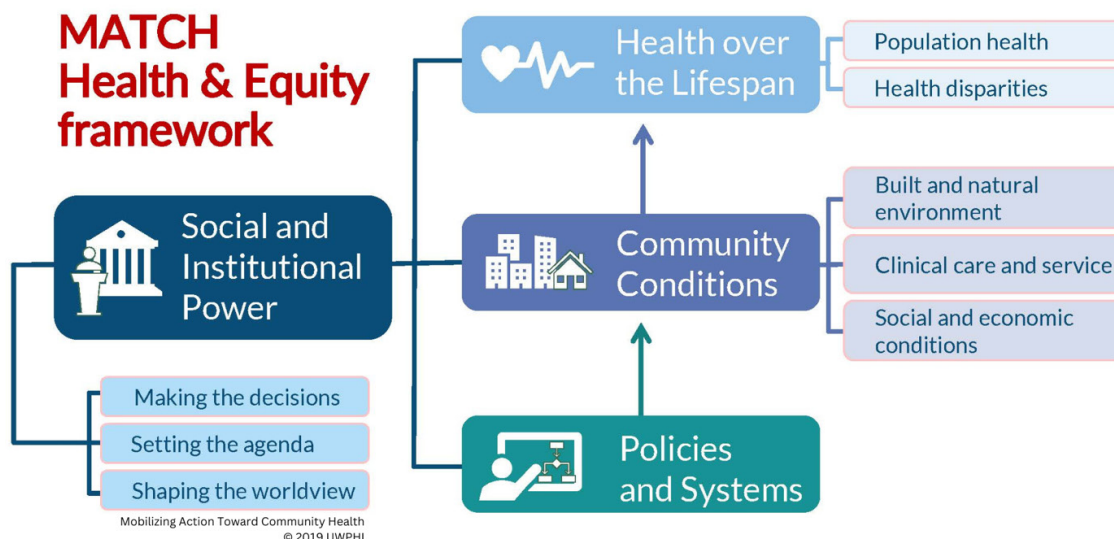 MATCH
Health & Equity
framework
Health over
the Lifespan
Population health
Health disparities
Social and
Institutional
Power
Community
Conditions
Built and natural
environment
Clinical care and service
Social and economic
conditions
Making the decisions
Setting the agenda
Shaping the worldview
Policies
and Systems
Mobilizing Action Toward Community Health
© 2019 UWPHI